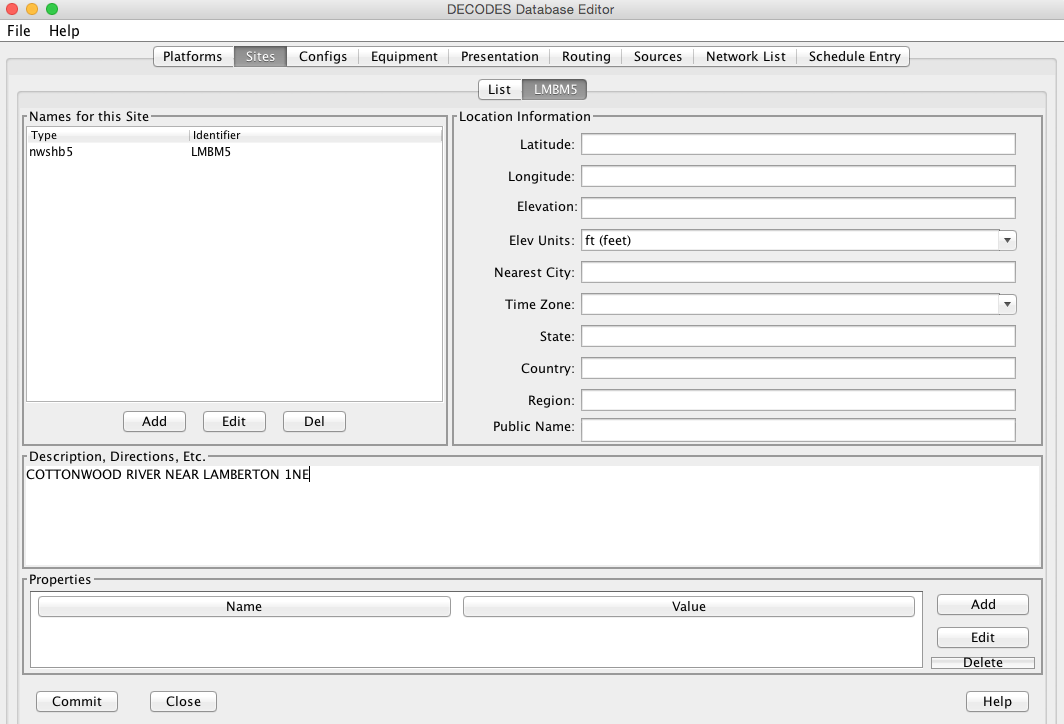 DECODES Database Editor
File Help
Platforms Sites Configs Equipment Presentation Routing Sources Network List Schedule Entry
List LMBM5
Names for this Site
Type Identifier
nwshb5 LMBM5
Add Edit Del
Location Information
Latitude:
Longitude:
Elevation:
Elev Units: ft (feet)
Nearest City:
Time Zone:
State:
Country:
Region:
Public Name:
Description, Directions, Etc.
COTTONWOOD RIVER NEAR LAMBERTON 1NE
Properties
Name Value
Add
Edit
Delete
Commit Close Help